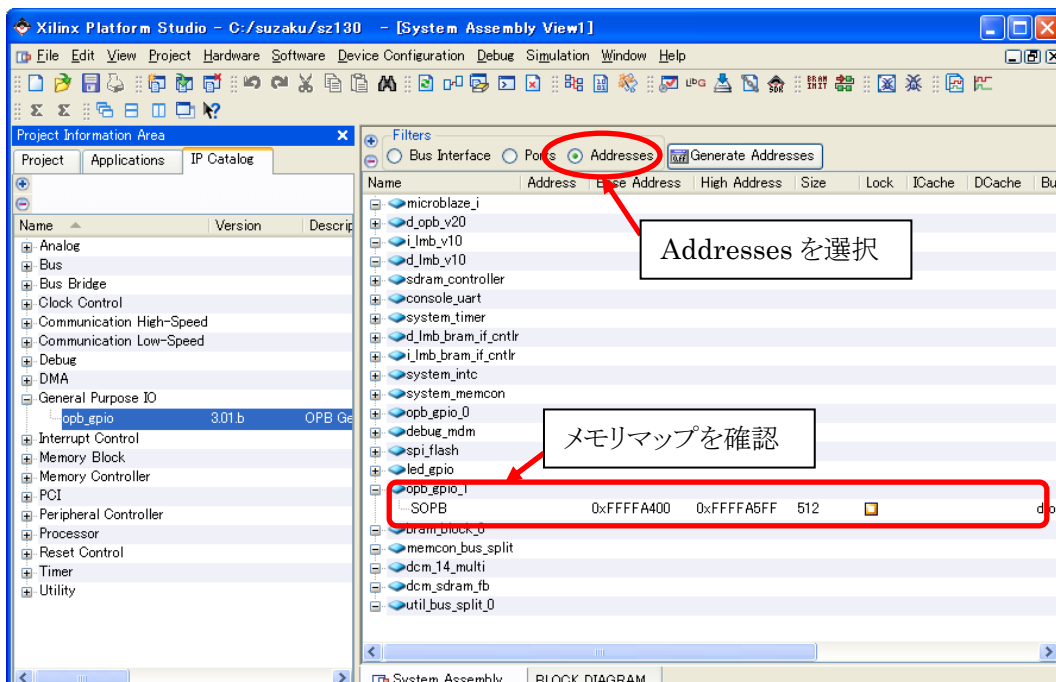 Xilinx Platform Studio - C:/suzaku/sz130 - [System Assembly View1]
File Edit View Project Hardware Software Device Configuration Debug Simulation Window Help
Project Information Area
Project Applications IP Catalog
Name Version Descrip
Analog
Bus
Bus Bridge
Clock Control
Communication High-Speed
Communication Low-Speed
Debug
DMA
General Purpose IO
opb_gpio 3.01.b OPB Ge
Interrupt Control
Memory Block
Memory Controller
PCI
Peripheral Controller
Processor
Reset Control
Timer
Utility
Filters
Bus Interface Ports Addresses Generate Addresses
Name Address Base Address High Address Size Lock ICache DCache Bu
microblaze_i
d_opb_v20
i_lmb_v10
d_lmb_v10
sdram_controller
console_uart
system_timer
d_lmb_bram_if_cntlr
i_lmb_bram_if_cntlr
system_intc
system_memcon
opb_gpio_0
debug_mdm
spi_flash
led_gpio
opb_gpio_1
SOPB 0xFFFFA400 0xFFFFA5FF 512
bram_block_0
memcon_bus_split
dcm_14_multi
dcm_sdram_fb
util_bus_split_0
Addresses を選択
メモリマップを確認
System Assembly BLOCK DIAGRAM